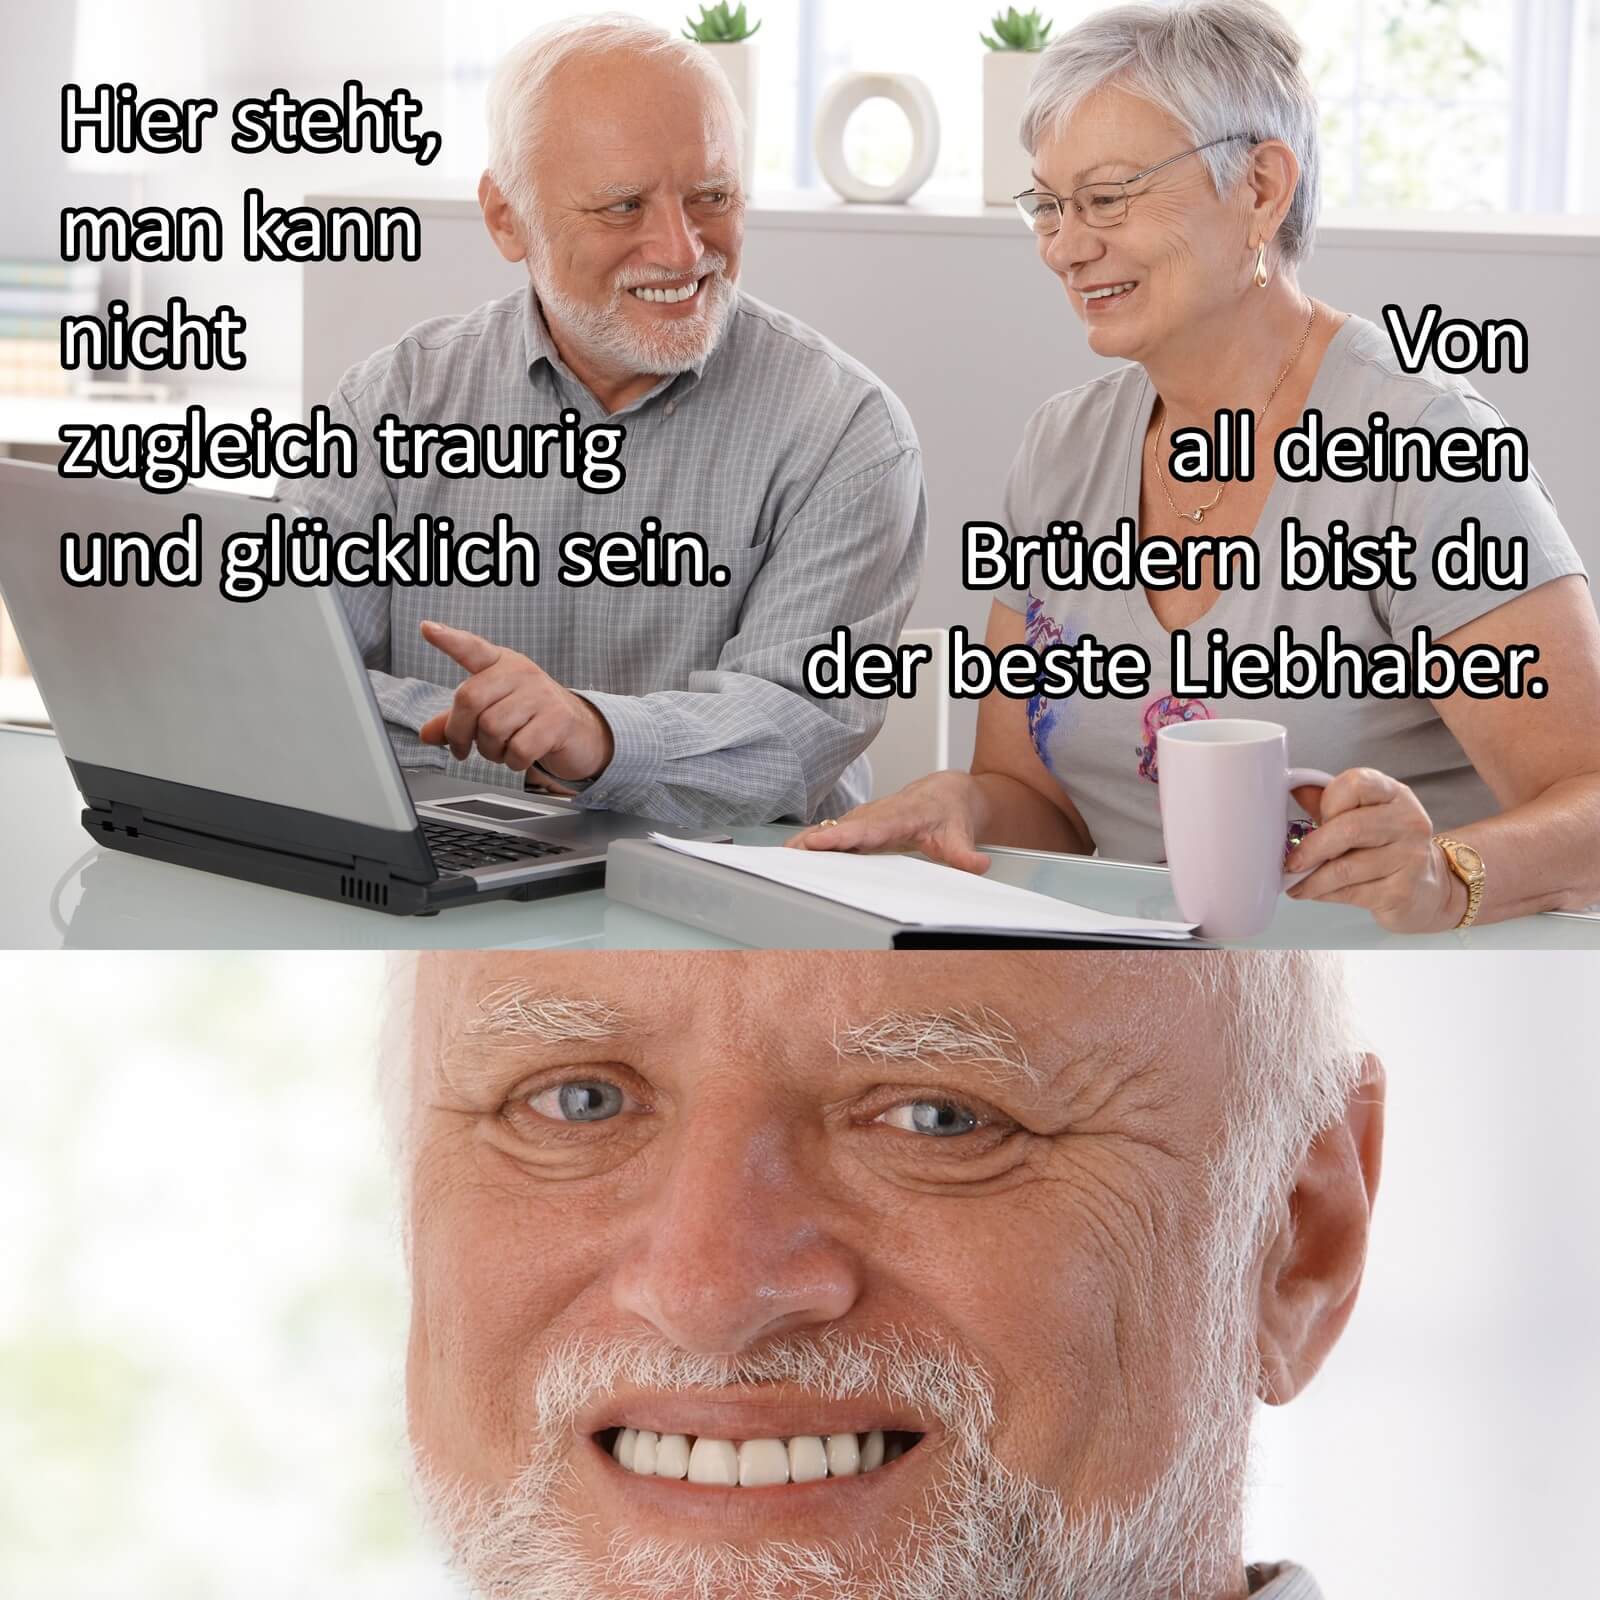 Hier steht,
man kann
nicht
zugleich traurig
und glücklich sein.
Von
all deinen
Brüdern bist du
der beste Liebhaber.